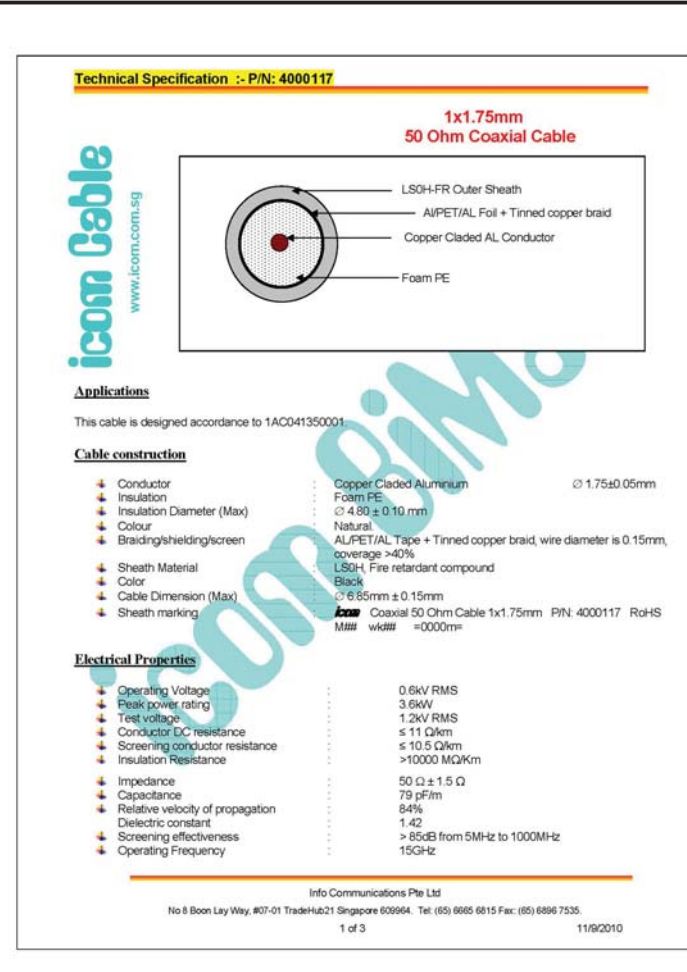 Technical Specification :- P/N: 4000117
1x1.75mm
50 Ohm Coaxial Cable
icom Cable
www.icom.com.sg
LS0H-FR Outer Sheath
Al/PET/AL Foil + Tinned copper braid
Copper Claded AL Conductor
Foam PE
Applications
This cable is designed accordance to 1AC041350001.
Cable construction
Conductor : Copper Claded Aluminium ∅ 1.75±0.05mm
Insulation : Foam PE
Insulation Diameter (Max) : ∅ 4.80 ± 0.10 mm
Colour : Natural.
Braiding/shielding/screen : AL/PET/AL Tape + Tinned copper braid, wire diameter is 0.15mm,
coverage >40%
Sheath Material : LS0H, Fire retardant compound
Color : Black
Cable Dimension (Max) : ∅ 6.85mm ±0.15mm
Sheath marking : icom Coaxial 50 Ohm Cable 1x1.75mm P/N: 4000117 RoHS
M## wk## =0000m=
Electrical Properties
Operating Voltage : 0.6kV RMS
Peak power rating : 3.6kW
Test voltage : 1.2kV RMS
Conductor DC resistance : ≤ 11 Ω/km
Screening conductor resistance : ≤ 10.5 Ω/km
Insulation Resistance : >10000 MΩ/Km
Impedance : 50 Ω ± 1.5 Ω
Capacitance : 79 pF/m
Relative velocity of propagation : 84%
Dielectric constant : 1.42
Screening effectiveness : > 85dB from 5MHz to 1000MHz
Operating Frequency : 15GHz
Info Communications Pte Ltd
No 8 Boon Lay Way, #07-01 TradeHub21 Singapore 609964. Tel: (65) 6665 6815 Fax: (65) 6896 7535.
1 of 3 11/9/2010